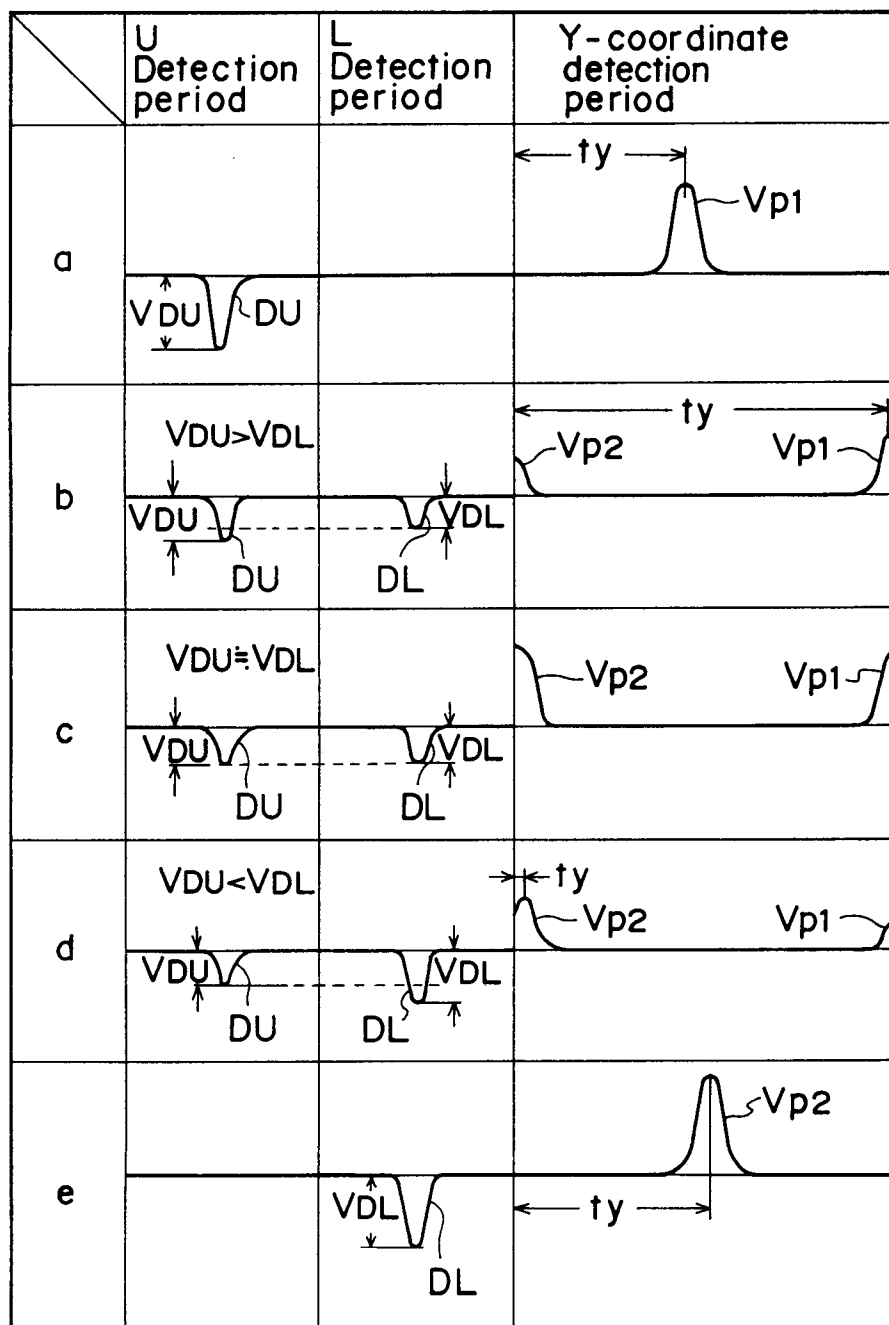 U
Detection
period
L
Detection
period
Y-coordinate
detection
period
a
VDU
DU
ty
Vp1
b
VDU>VDL
VDU
DU
VDL
DL
ty
Vp2
Vp1
c
VDU≒VDL
VDU
DU
VDL
DL
Vp2
Vp1
d
VDU<VDL
VDU
DU
VDL
DL
ty
Vp2
Vp1
e
VDL
DL
Vp2
ty